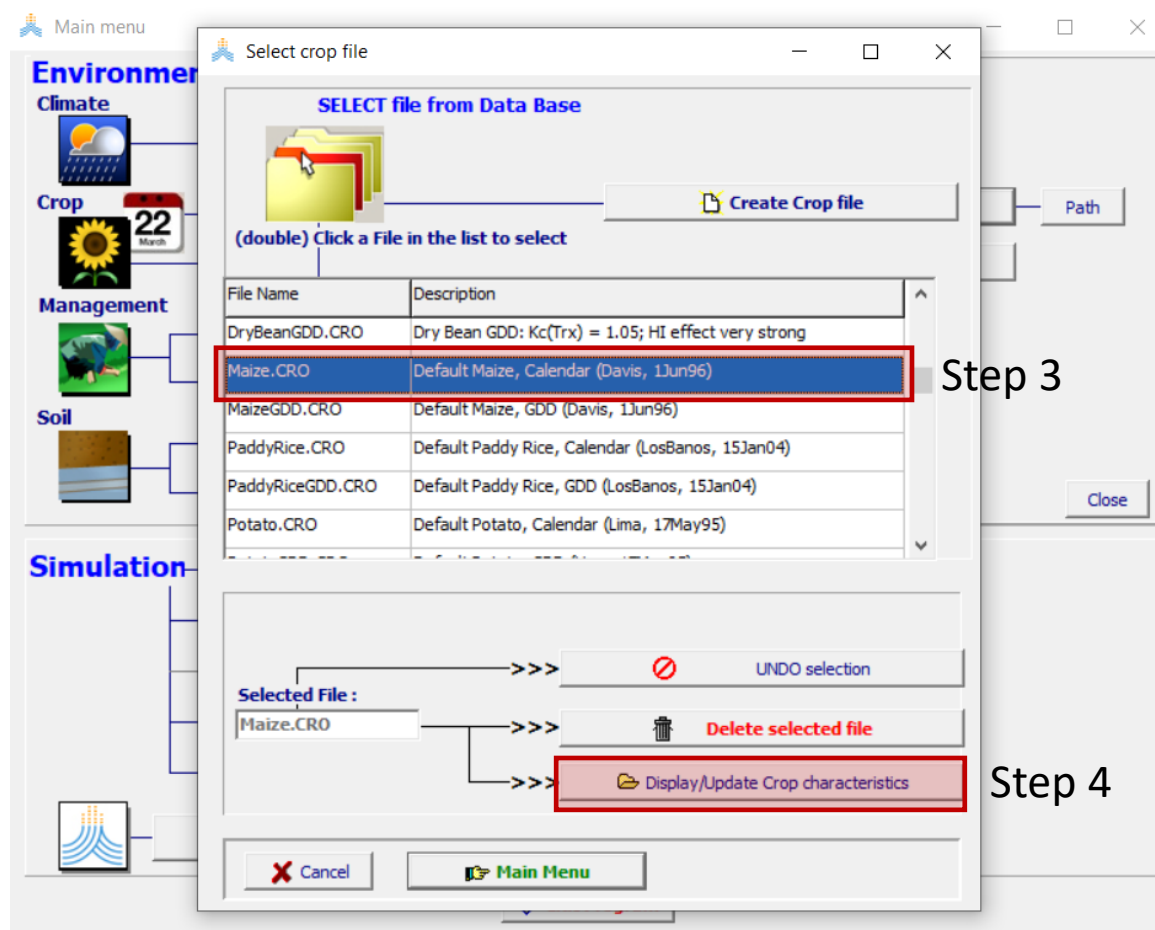 Main menu
Select crop file
Environmen
Climate
SELECT file from Data Base
Crop
22
March
Create Crop file
Path
(double) Click a File in the list to select
File Name Description
Management
DryBeanGDD.CRO Dry Bean GDD: Kc(Trx) = 1.05; HI effect very strong
Maize.CRO Default Maize, Calendar (Davis, 1Jun96)
Step 3
MaizeGDD.CRO Default Maize, GDD (Davis, 1Jun96)
Soil
PaddyRice.CRO Default Paddy Rice, Calendar (LosBanos, 15Jan04)
PaddyRiceGDD.CRO Default Paddy Rice, GDD (LosBanos, 15Jan04)
Close
Potato.CRO Default Potato, Calendar (Lima, 17May95)
Simulation
>>> UNDO selection
Selected File :
Maize.CRO
>>> Delete selected file
>>> Display/Update Crop characteristics
Step 4
Cancel
Main Menu